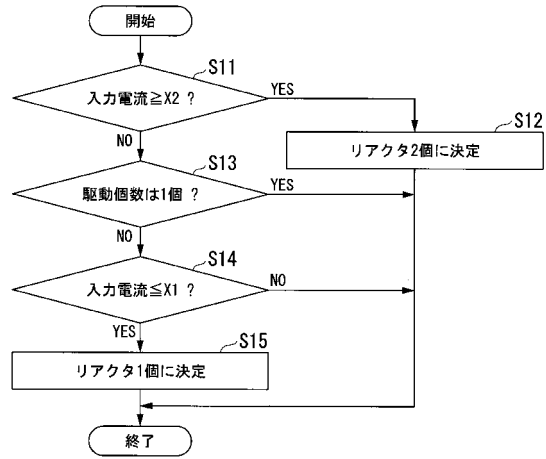 開始
S11
入力電流≧X2 ?
YES
NO
S12
リアクタ2個に決定
S13
駆動個数は1個 ?
YES
NO
S14
入力電流≦X1 ?
NO
YES
S15
リアクタ1個に決定
終了